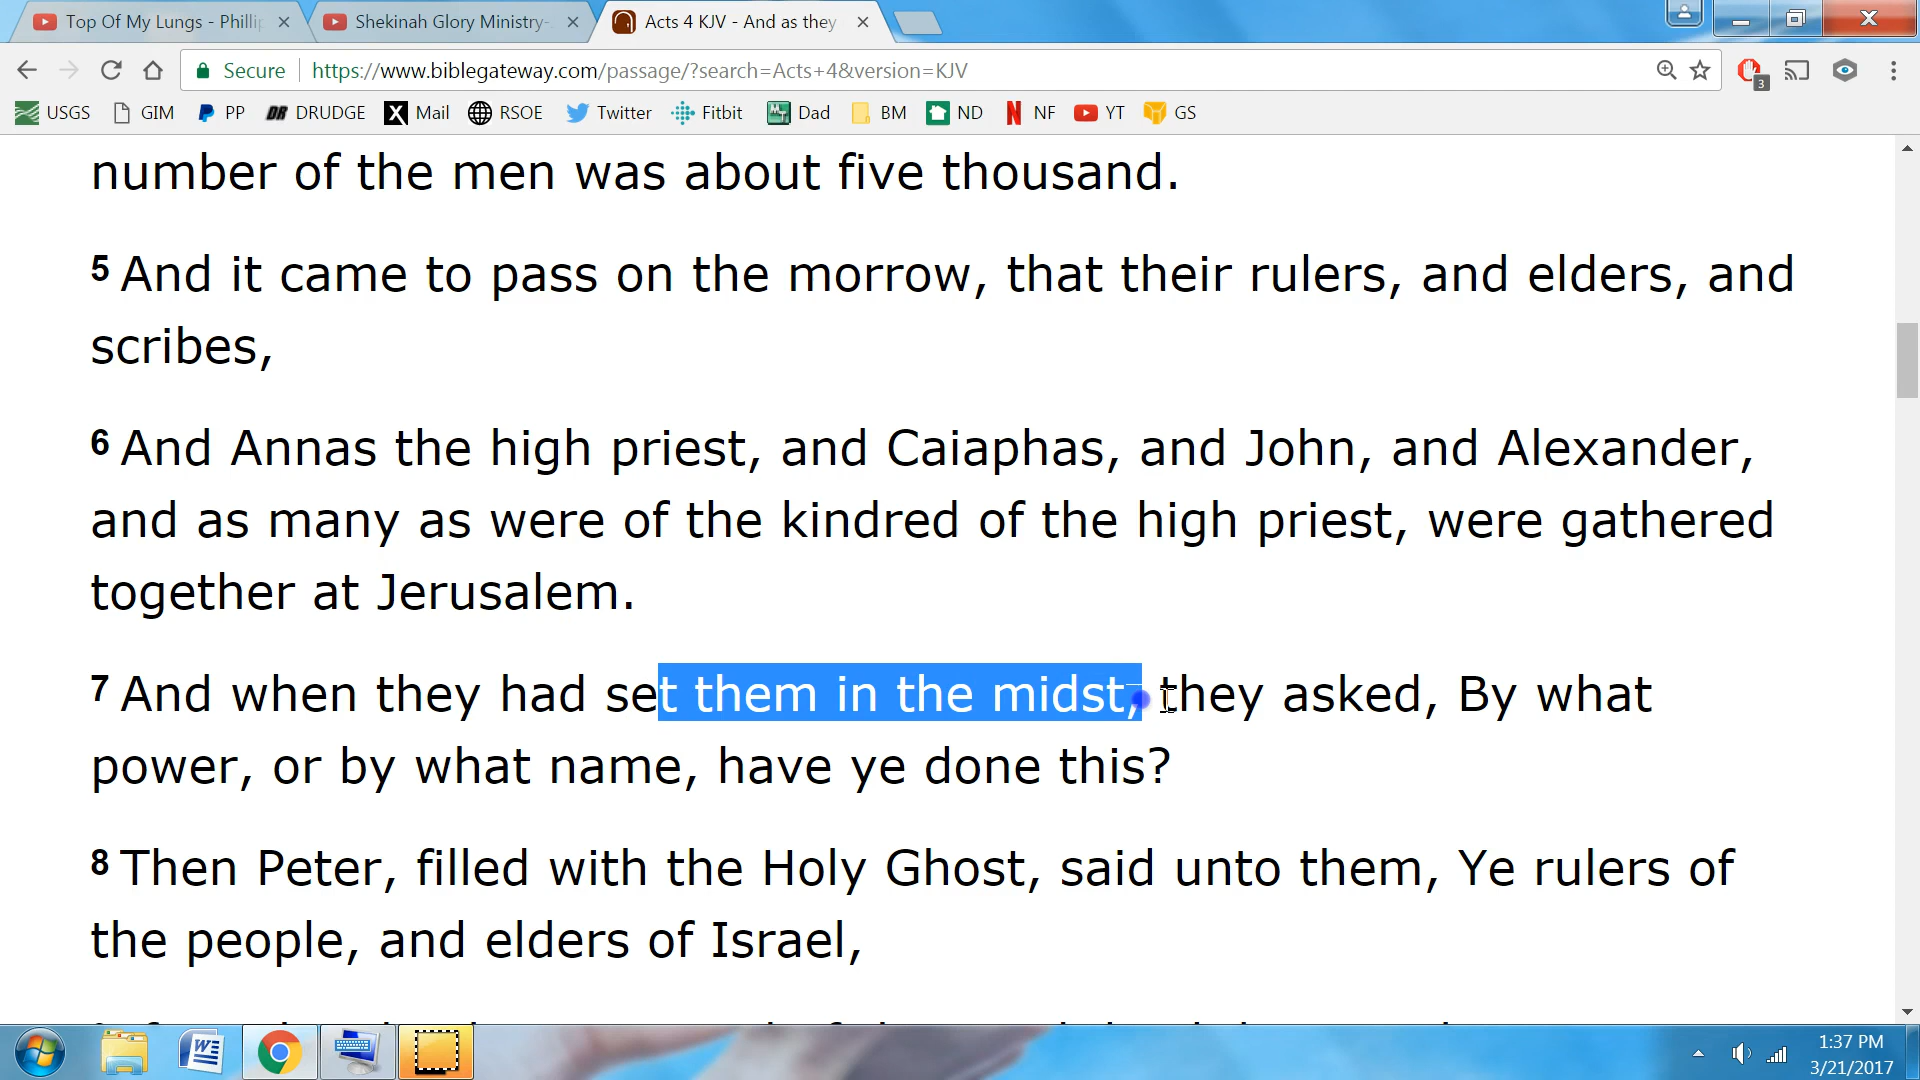 Top Of My Lungs - Phillip
Shekinah Glory Ministry-
Acts 4 KJV - And as they
Secure https://www.biblegateway.com/passage/?search=Acts+4&version=KJV
3
USGS GIM PP DRUDGE Mail RSOE Twitter Fitbit Dad BM ND NF YT GS
number of the men was about five thousand.
5 And it came to pass on the morrow, that their rulers, and elders, and
scribes,
6 And Annas the high priest, and Caiaphas, and John, and Alexander,
and as many as were of the kindred of the high priest, were gathered
together at Jerusalem.
7 And when they had set them in the midst, they asked, By what
power, or by what name, have ye done this?
8 Then Peter, filled with the Holy Ghost, said unto them, Ye rulers of
the people, and elders of Israel,
1:37 PM
3/21/2017